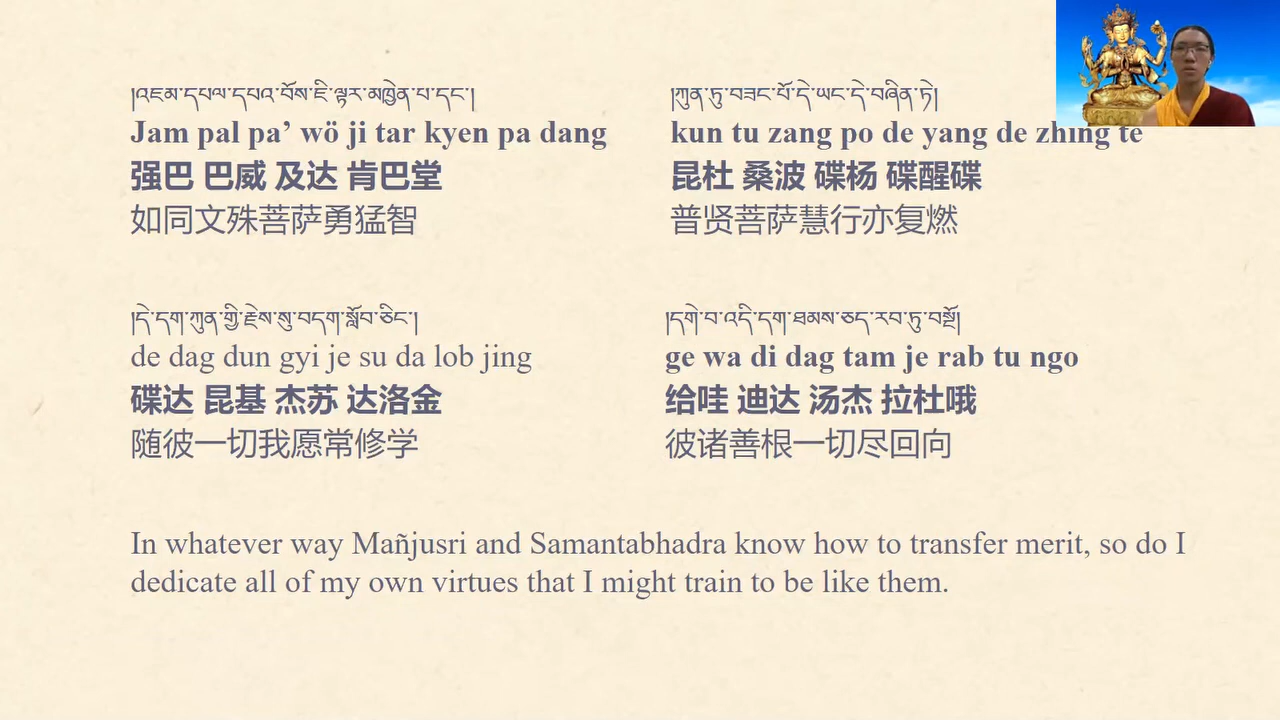 །འཇམ་དཔལ་དཔའ་བོས་ཇི་ལྟར་མཁྱེན་པ་དང་།
Jam pal pa’ wö ji tar kyen pa dang
强巴 巴威 及达 肯巴堂
如同文殊菩萨勇猛智
།ཀུན་ཏུ་བཟང་པོ་དེ་ཡང་དེ་བཞིན་ཏེ།
kun tu zang po de yang de zhing te
昆杜 桑波 碟杨 碟醒碟
普贤菩萨慧行亦复燃
།དེ་དག་ཀུན་གྱི་རྗེས་སུ་བདག་སློབ་ཅིང་།
de dag dun gyi je su da lob jing
碟达 昆基 杰苏 达洛金
随彼一切我愿常修学
།དགེ་བ་འདི་དག་ཐམས་ཅད་རབ་ཏུ་བསྔོ།
ge wa di dag tam je rab tu ngo
给哇 迪达 汤杰 拉杜哦
彼诸善根一切尽回向
In whatever way Mañjusri and Samantabhadra know how to transfer merit, so do I
dedicate all of my own virtues that I might train to be like them.